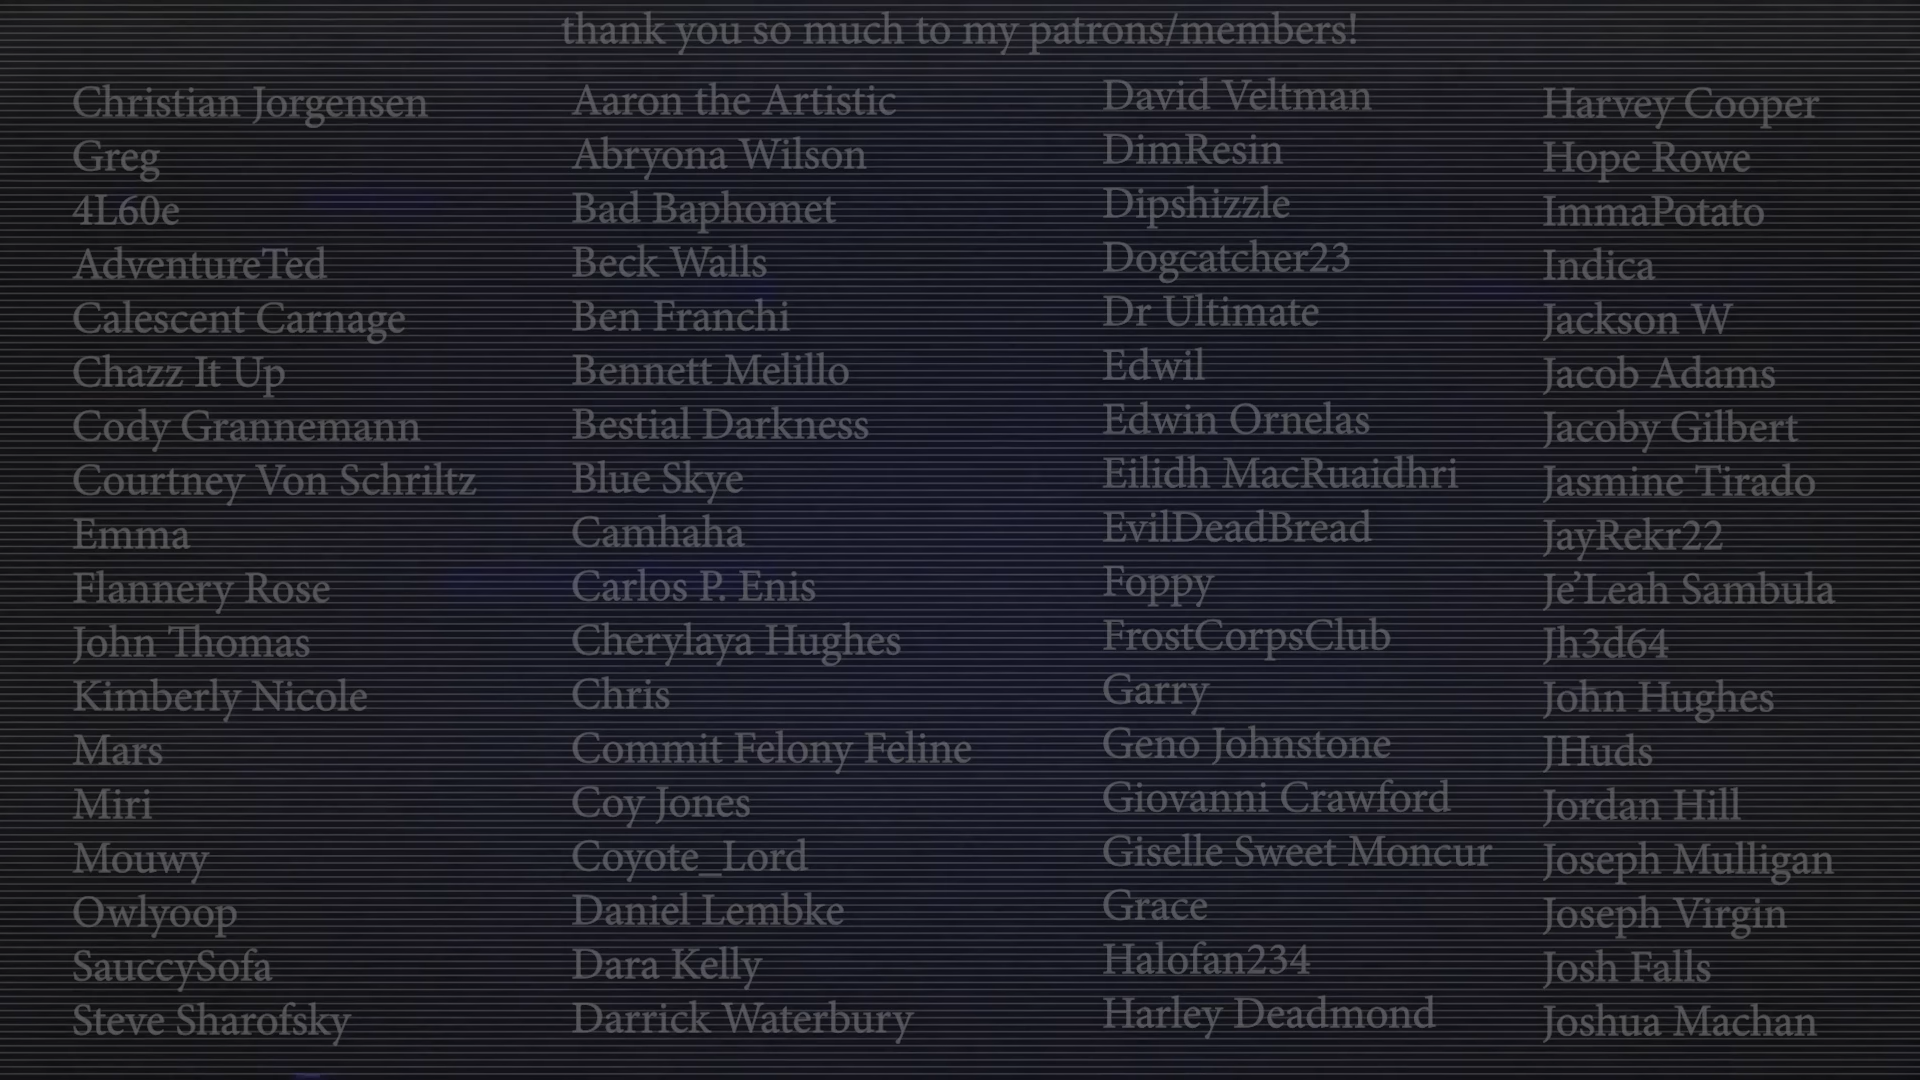 thank you so much to my patrons/members!
Christian Jorgensen
Greg
4L60e
AdventureTed
Calescent Carnage
Chazz It Up
Cody Grannemann
Courtney Von Schriltz
Emma
Flannery Rose
John Thomas
Kimberly Nicole
Mars
Miri
Mouwy
Owlyoop
SauccySofa
Steve Sharofsky
Aaron the Artistic
Abryona Wilson
Bad Baphomet
Beck Walls
Ben Franchi
Bennett Melillo
Bestial Darkness
Blue Skye
Camhaha
Carlos P. Enis
Cherylaya Hughes
Chris
Commit Felony Feline
Coy Jones
Coyote_Lord
Daniel Lembke
Dara Kelly
Darrick Waterbury
David Veltman
DimResin
Dipshizzle
Dogcatcher23
Dr Ultimate
Edwil
Edwin Ornelas
Eilidh MacRuaidhri
EvilDeadBread
Foppy
FrostCorpsClub
Garry
Geno Johnstone
Giovanni Crawford
Giselle Sweet Moncur
Grace
Halofan234
Harley Deadmond
Harvey Cooper
Hope Rowe
ImmaPotato
Indica
Jackson W
Jacob Adams
Jacoby Gilbert
Jasmine Tirado
JayRekr22
Je’Leah Sambula
Jh3d64
John Hughes
JHuds
Jordan Hill
Joseph Mulligan
Joseph Virgin
Josh Falls
Joshua Machan